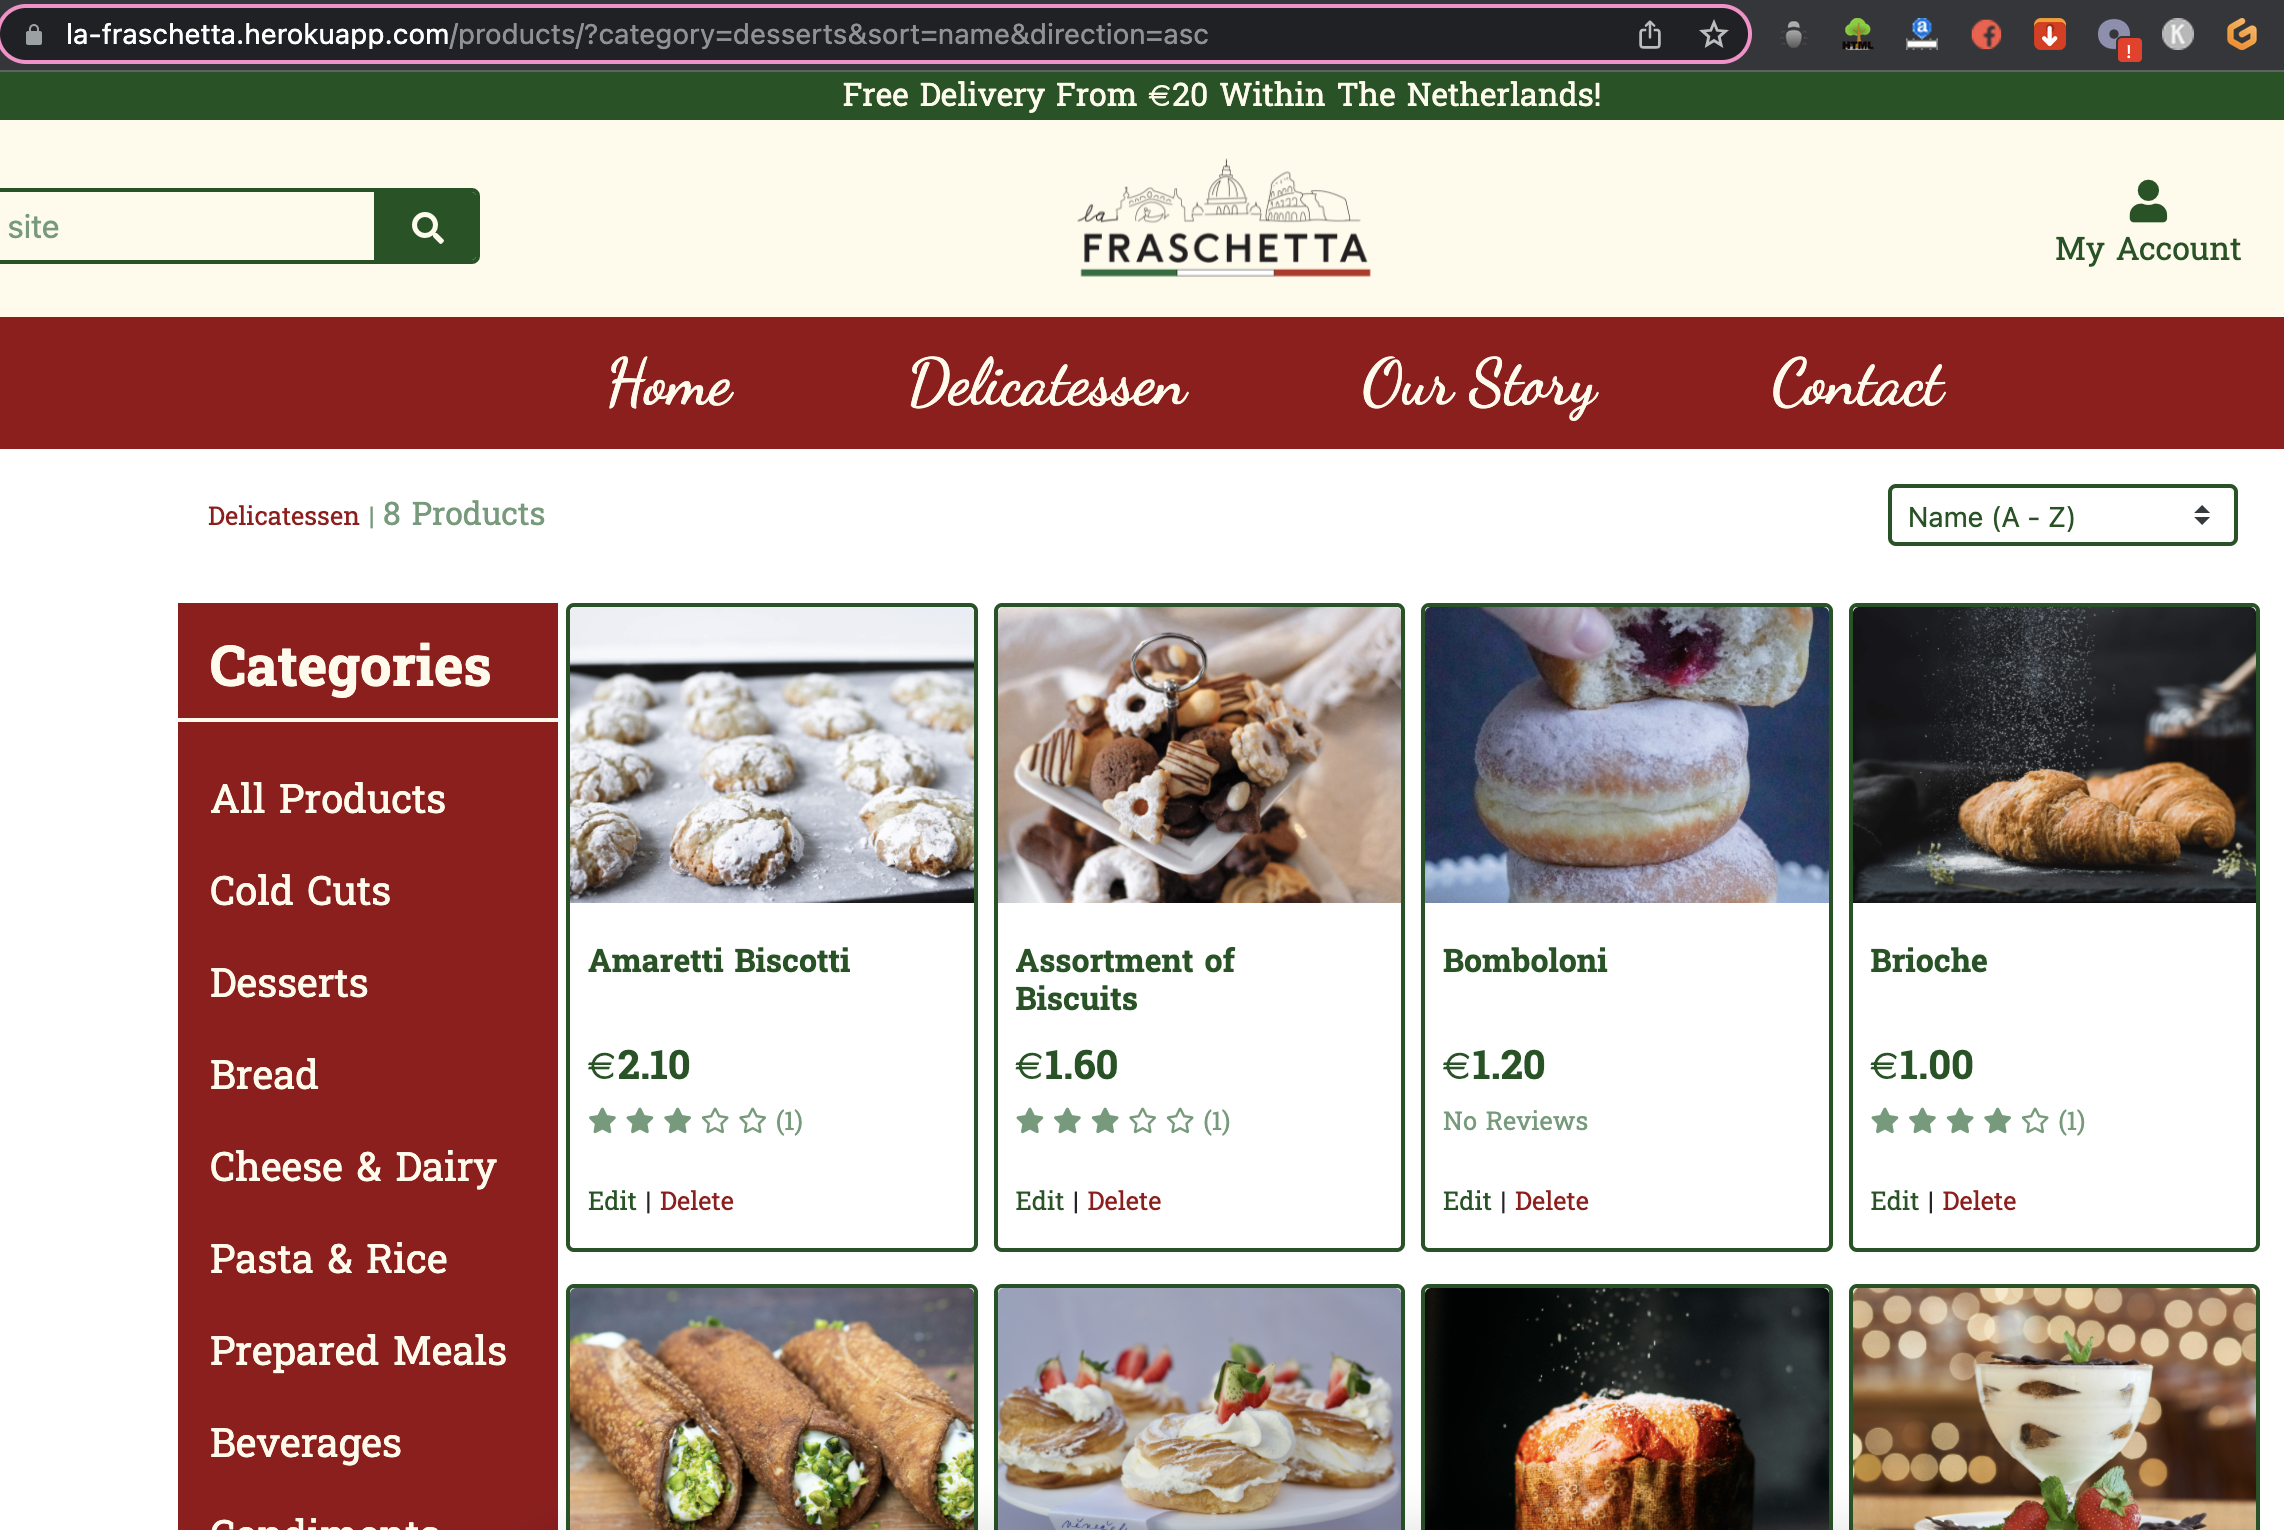 la-fraschetta.herokuapp.com/products/?category=desserts&sort=name&direction=asc
HTML
a
f
!
K
G
Free Delivery From €20 Within The Netherlands!
site
la
FRASCHETTA
My Account
Home
Delicatessen
Our Story
Contact
Delicatessen | 8 Products
Name (A - Z)
Categories
All Products
Cold Cuts
Desserts
Bread
Cheese & Dairy
Pasta & Rice
Prepared Meals
Beverages
Condiments
Amaretti Biscotti
€2.10
(1)
Edit | Delete
Assortment of
Biscuits
€1.60
(1)
Edit | Delete
Bomboloni
€1.20
No Reviews
Edit | Delete
Brioche
€1.00
(1)
Edit | Delete